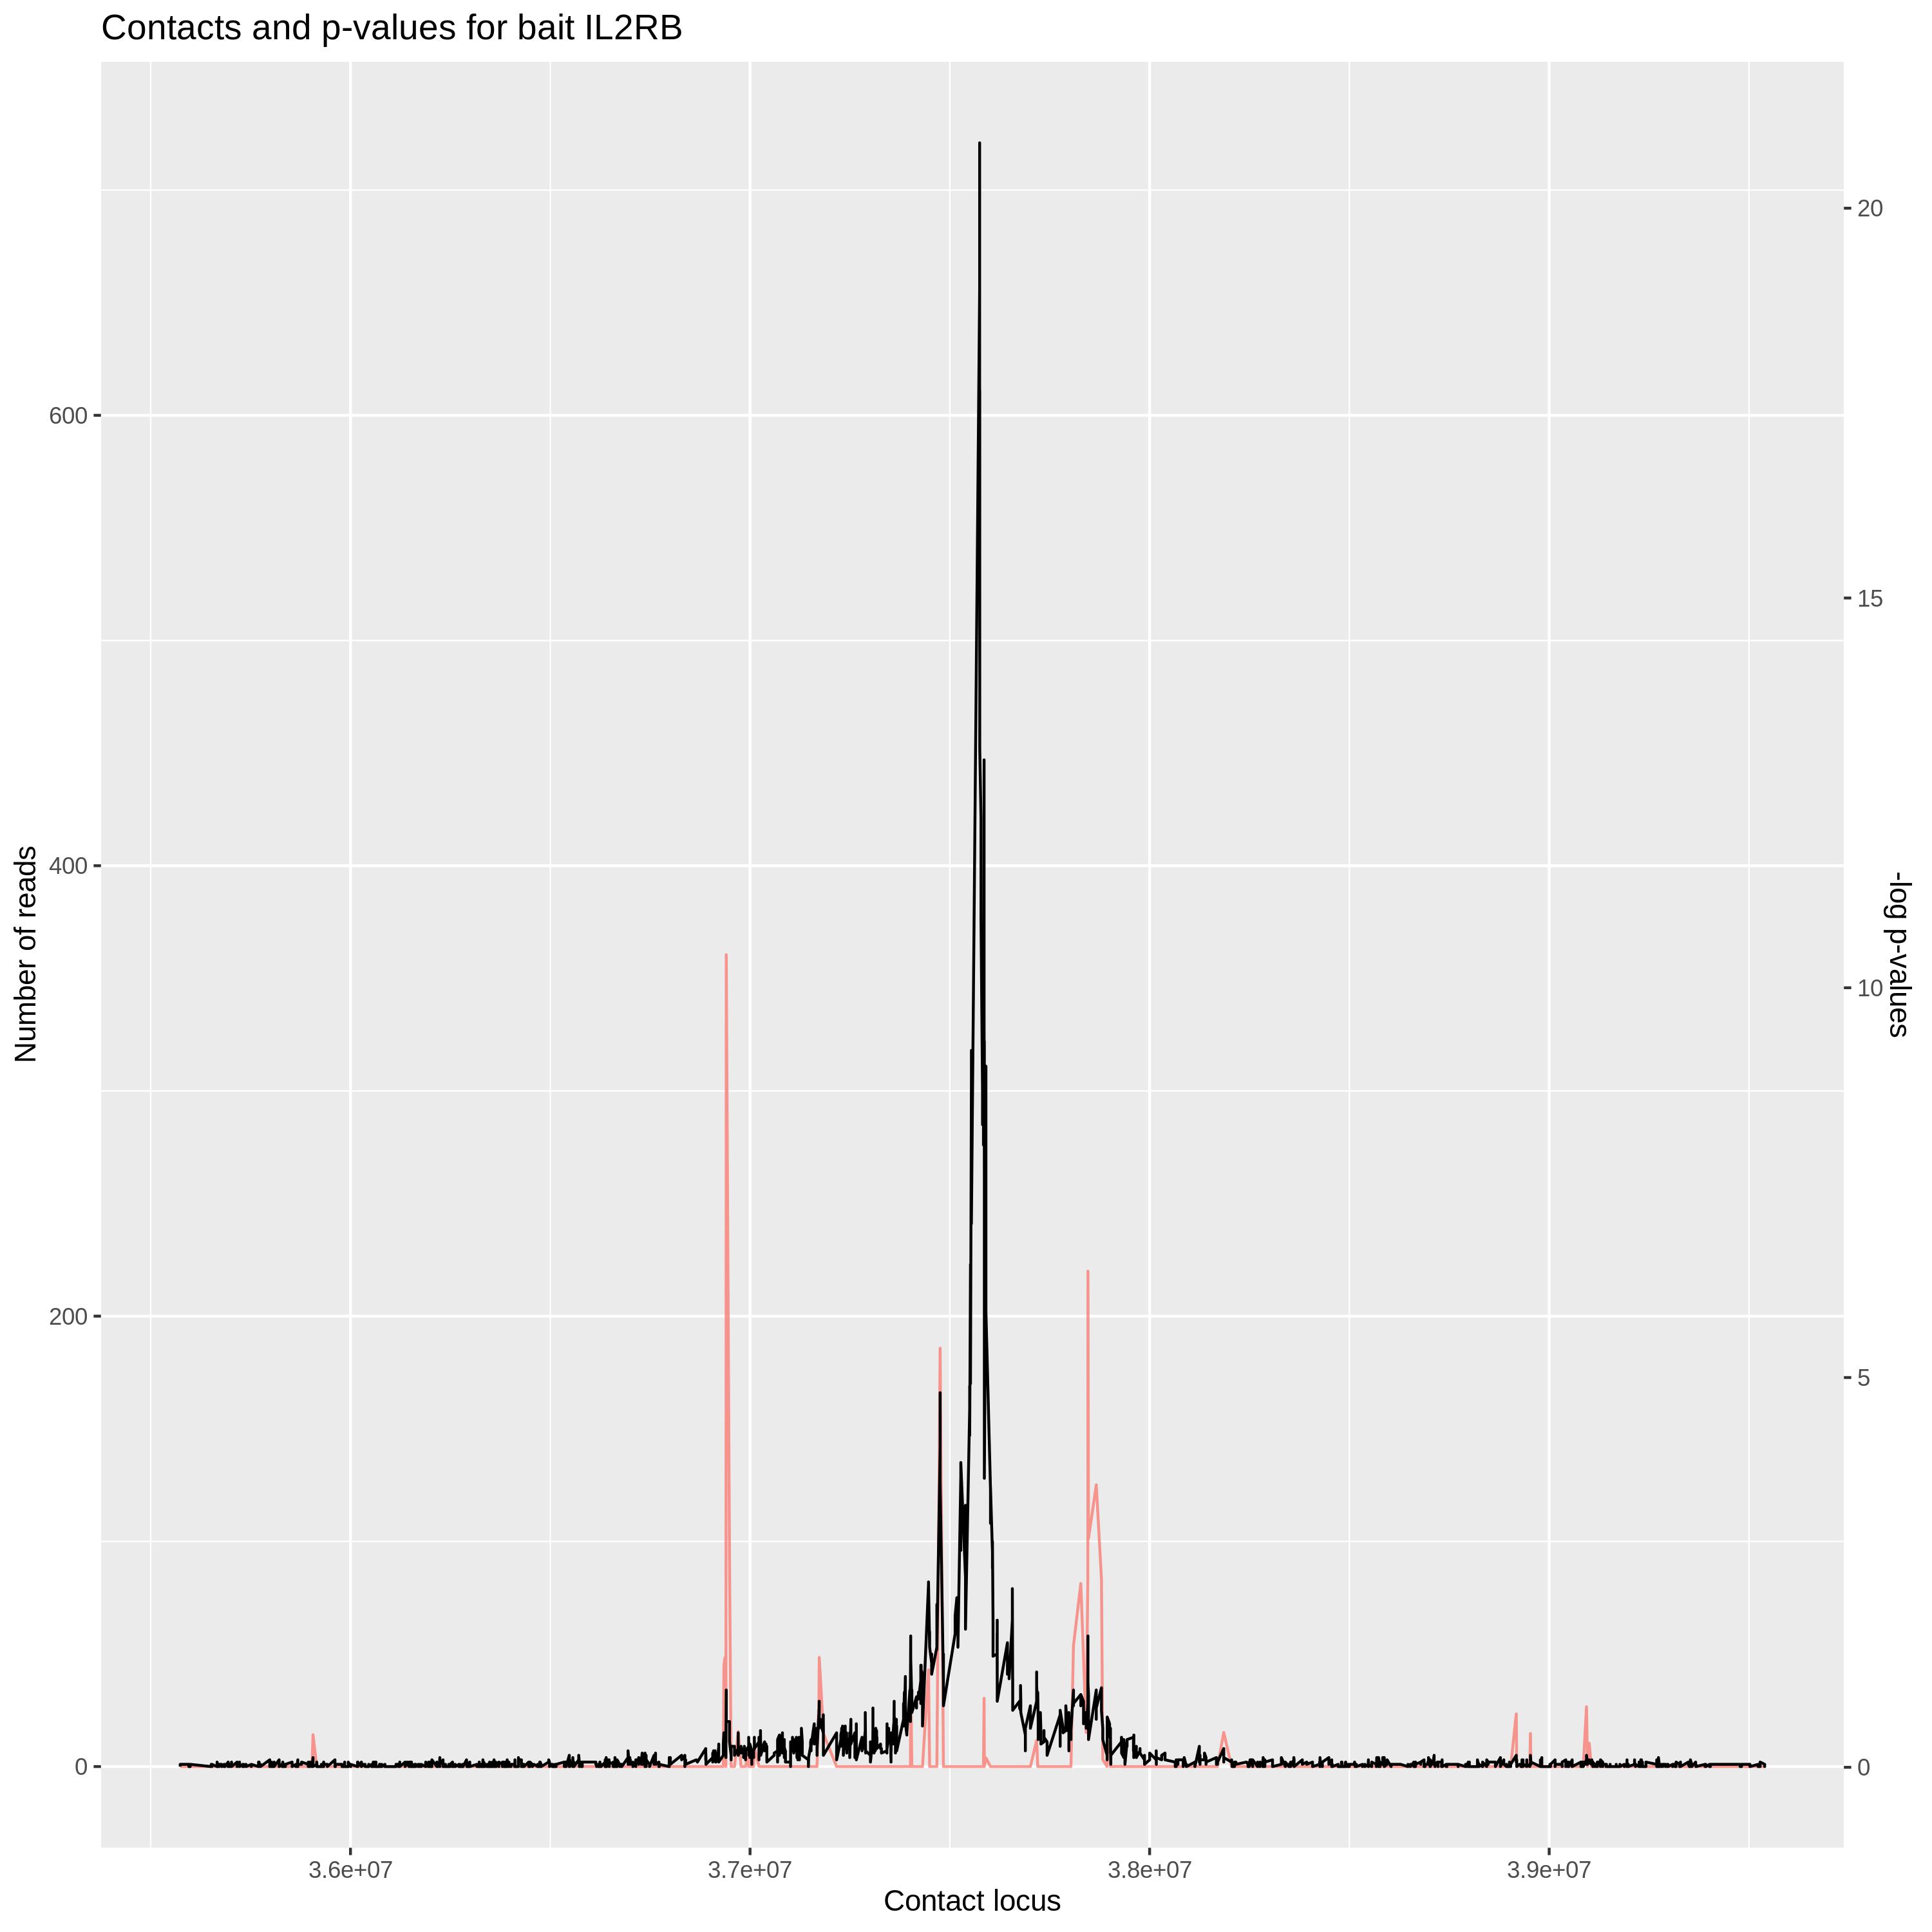 Contacts and p-values for bait IL2RB
600
400
200
0
Number of reads
20
15
10
5
0
-log p-values
3.6e+07
3.7e+07
3.8e+07
3.9e+07
Contact locus